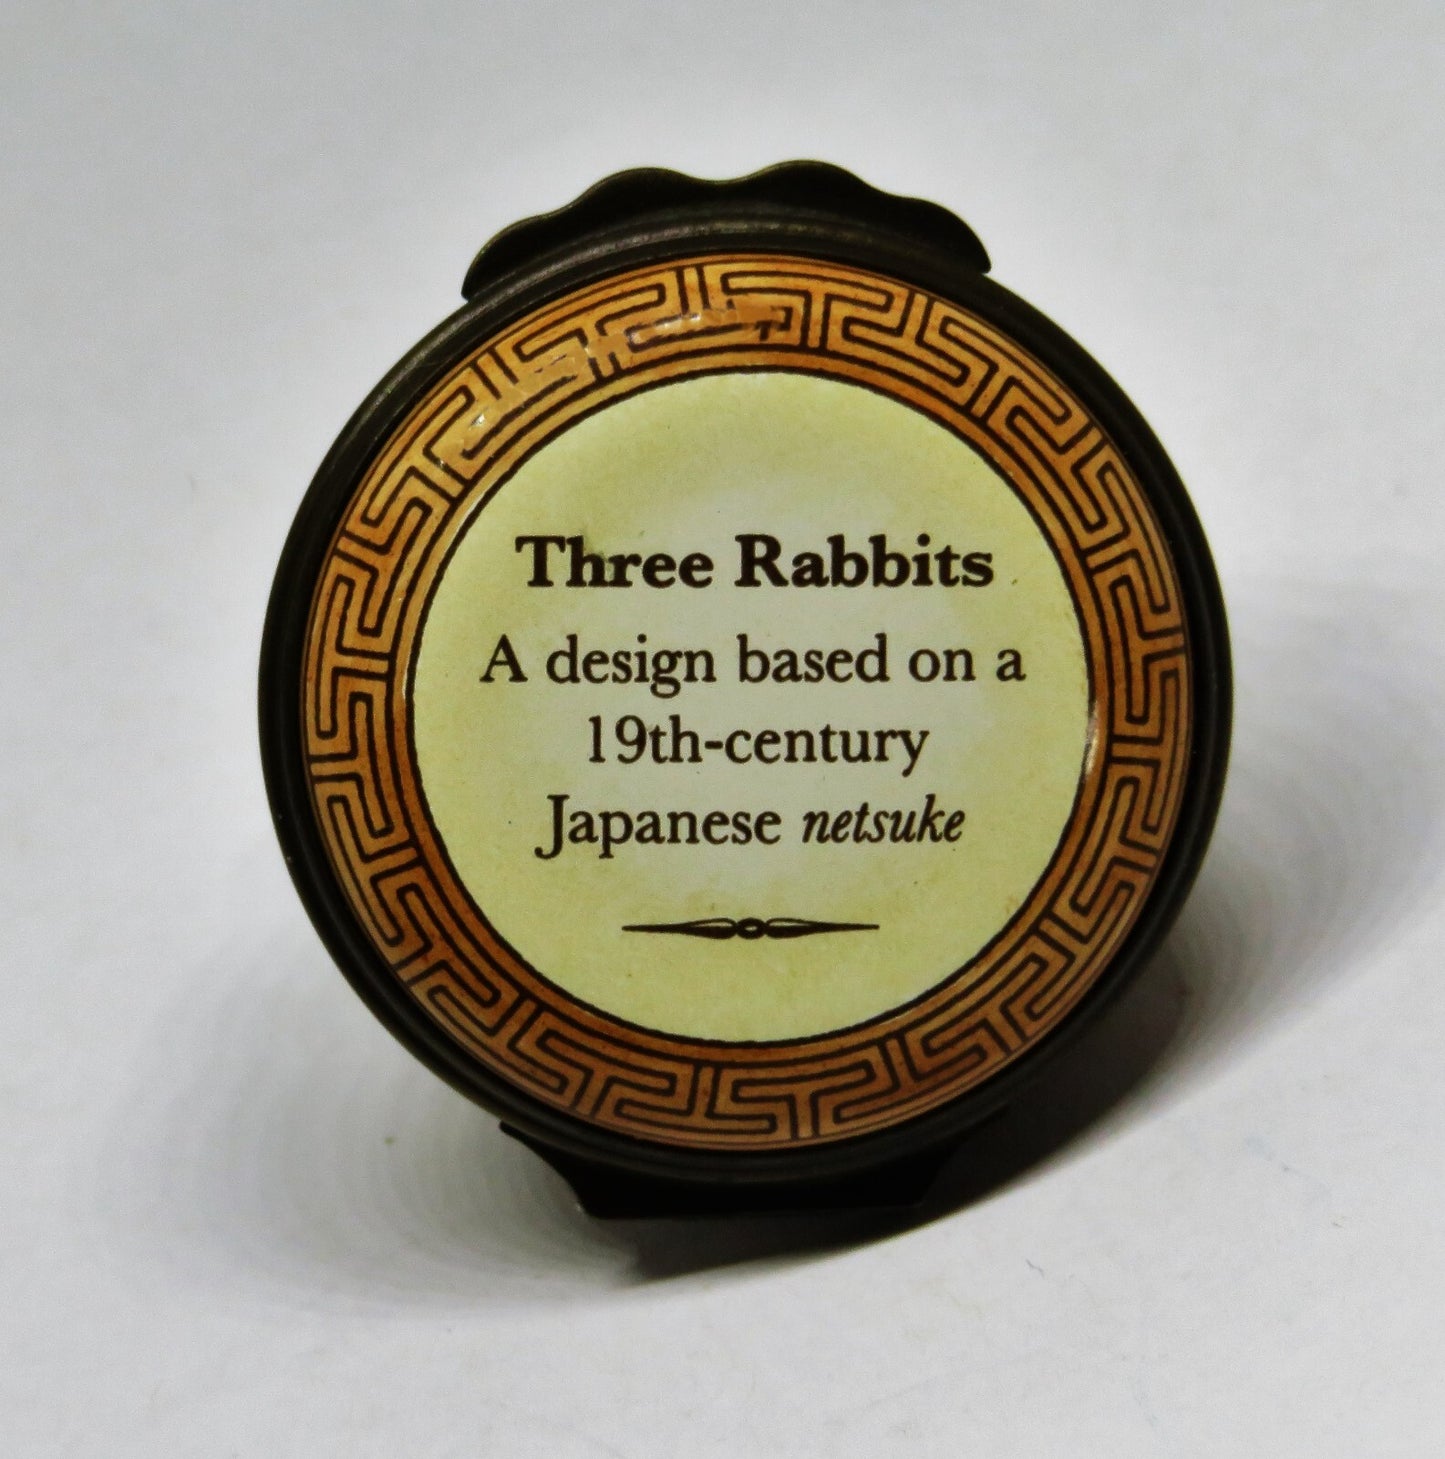 Three Rabbits
A design based on a
19th-century
Japanese netsuke